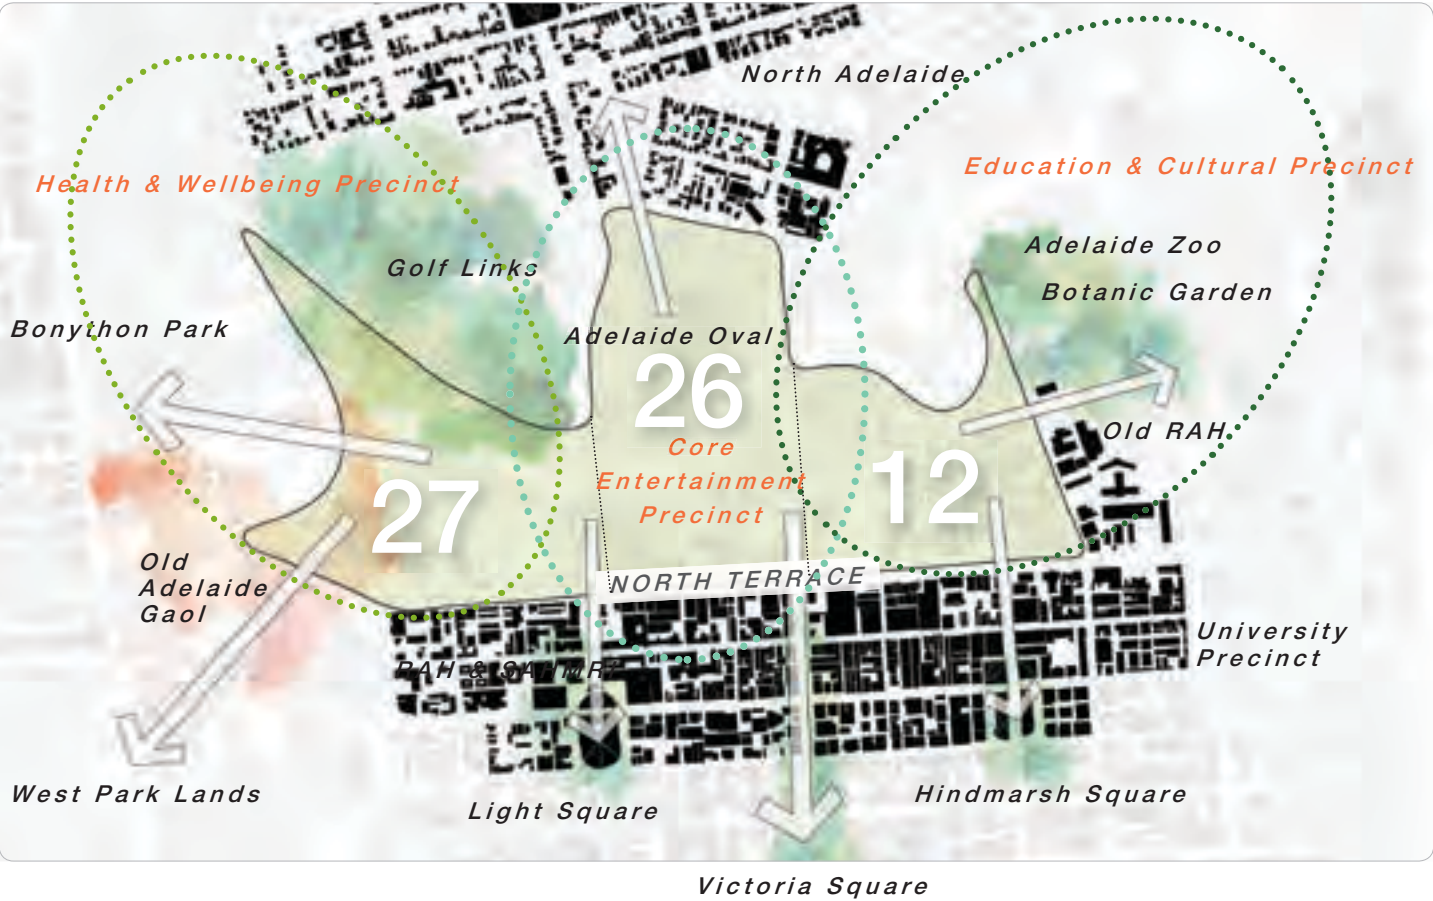 North Adelaide
Education & Cultural Precinct
Health & Wellbeing Precinct
Adelaide Zoo
Golf Links
Botanic Garden
Bonython Park
Adelaide Oval
26
Core
Entertainment
Precinct
Old RAH
12
27
Old
Adelaide
Gaol
NORTH TERRACE
University
Precinct
RAH & SAHMRI
West Park Lands
Light Square
Hindmarsh Square
Victoria Square